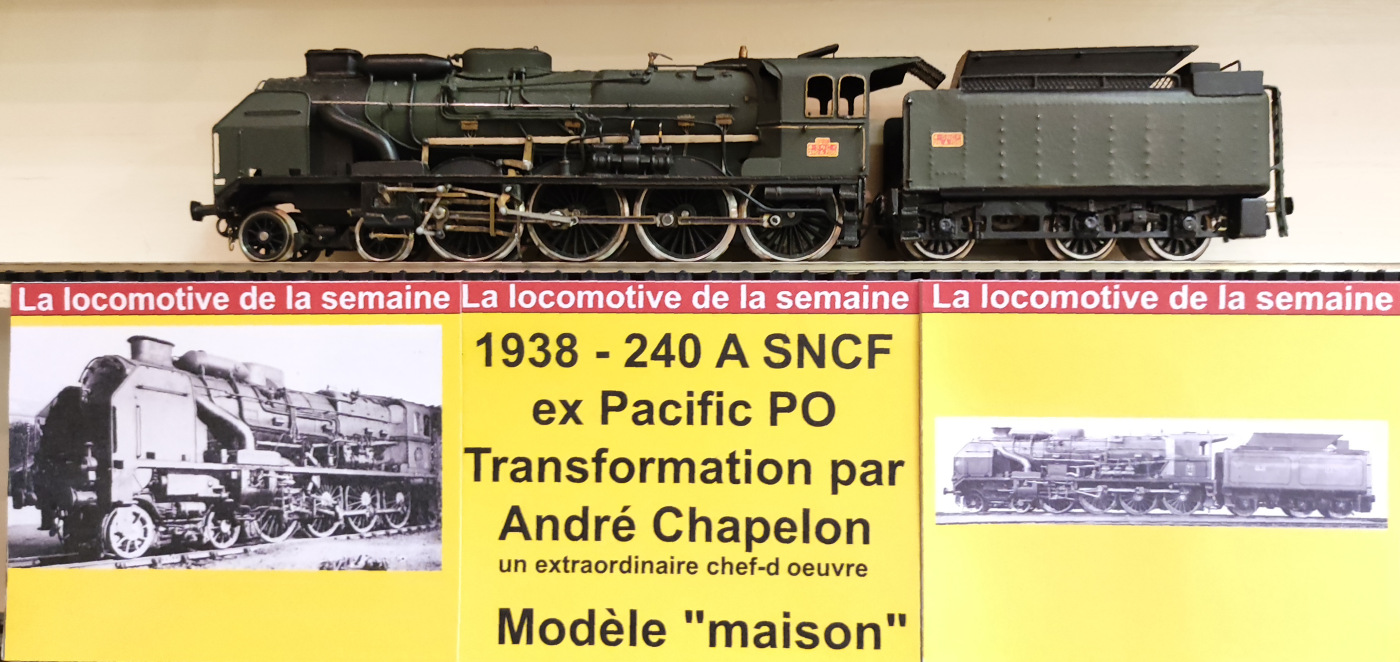 La locomotive de la semaine
La locomotive de la semaine
1938 - 240 A SNCF
ex Pacific PO
Transformation par
André Chapelon
un extraordinaire chef-d oeuvre
Modèle "maison"
La locomotive de la semaine